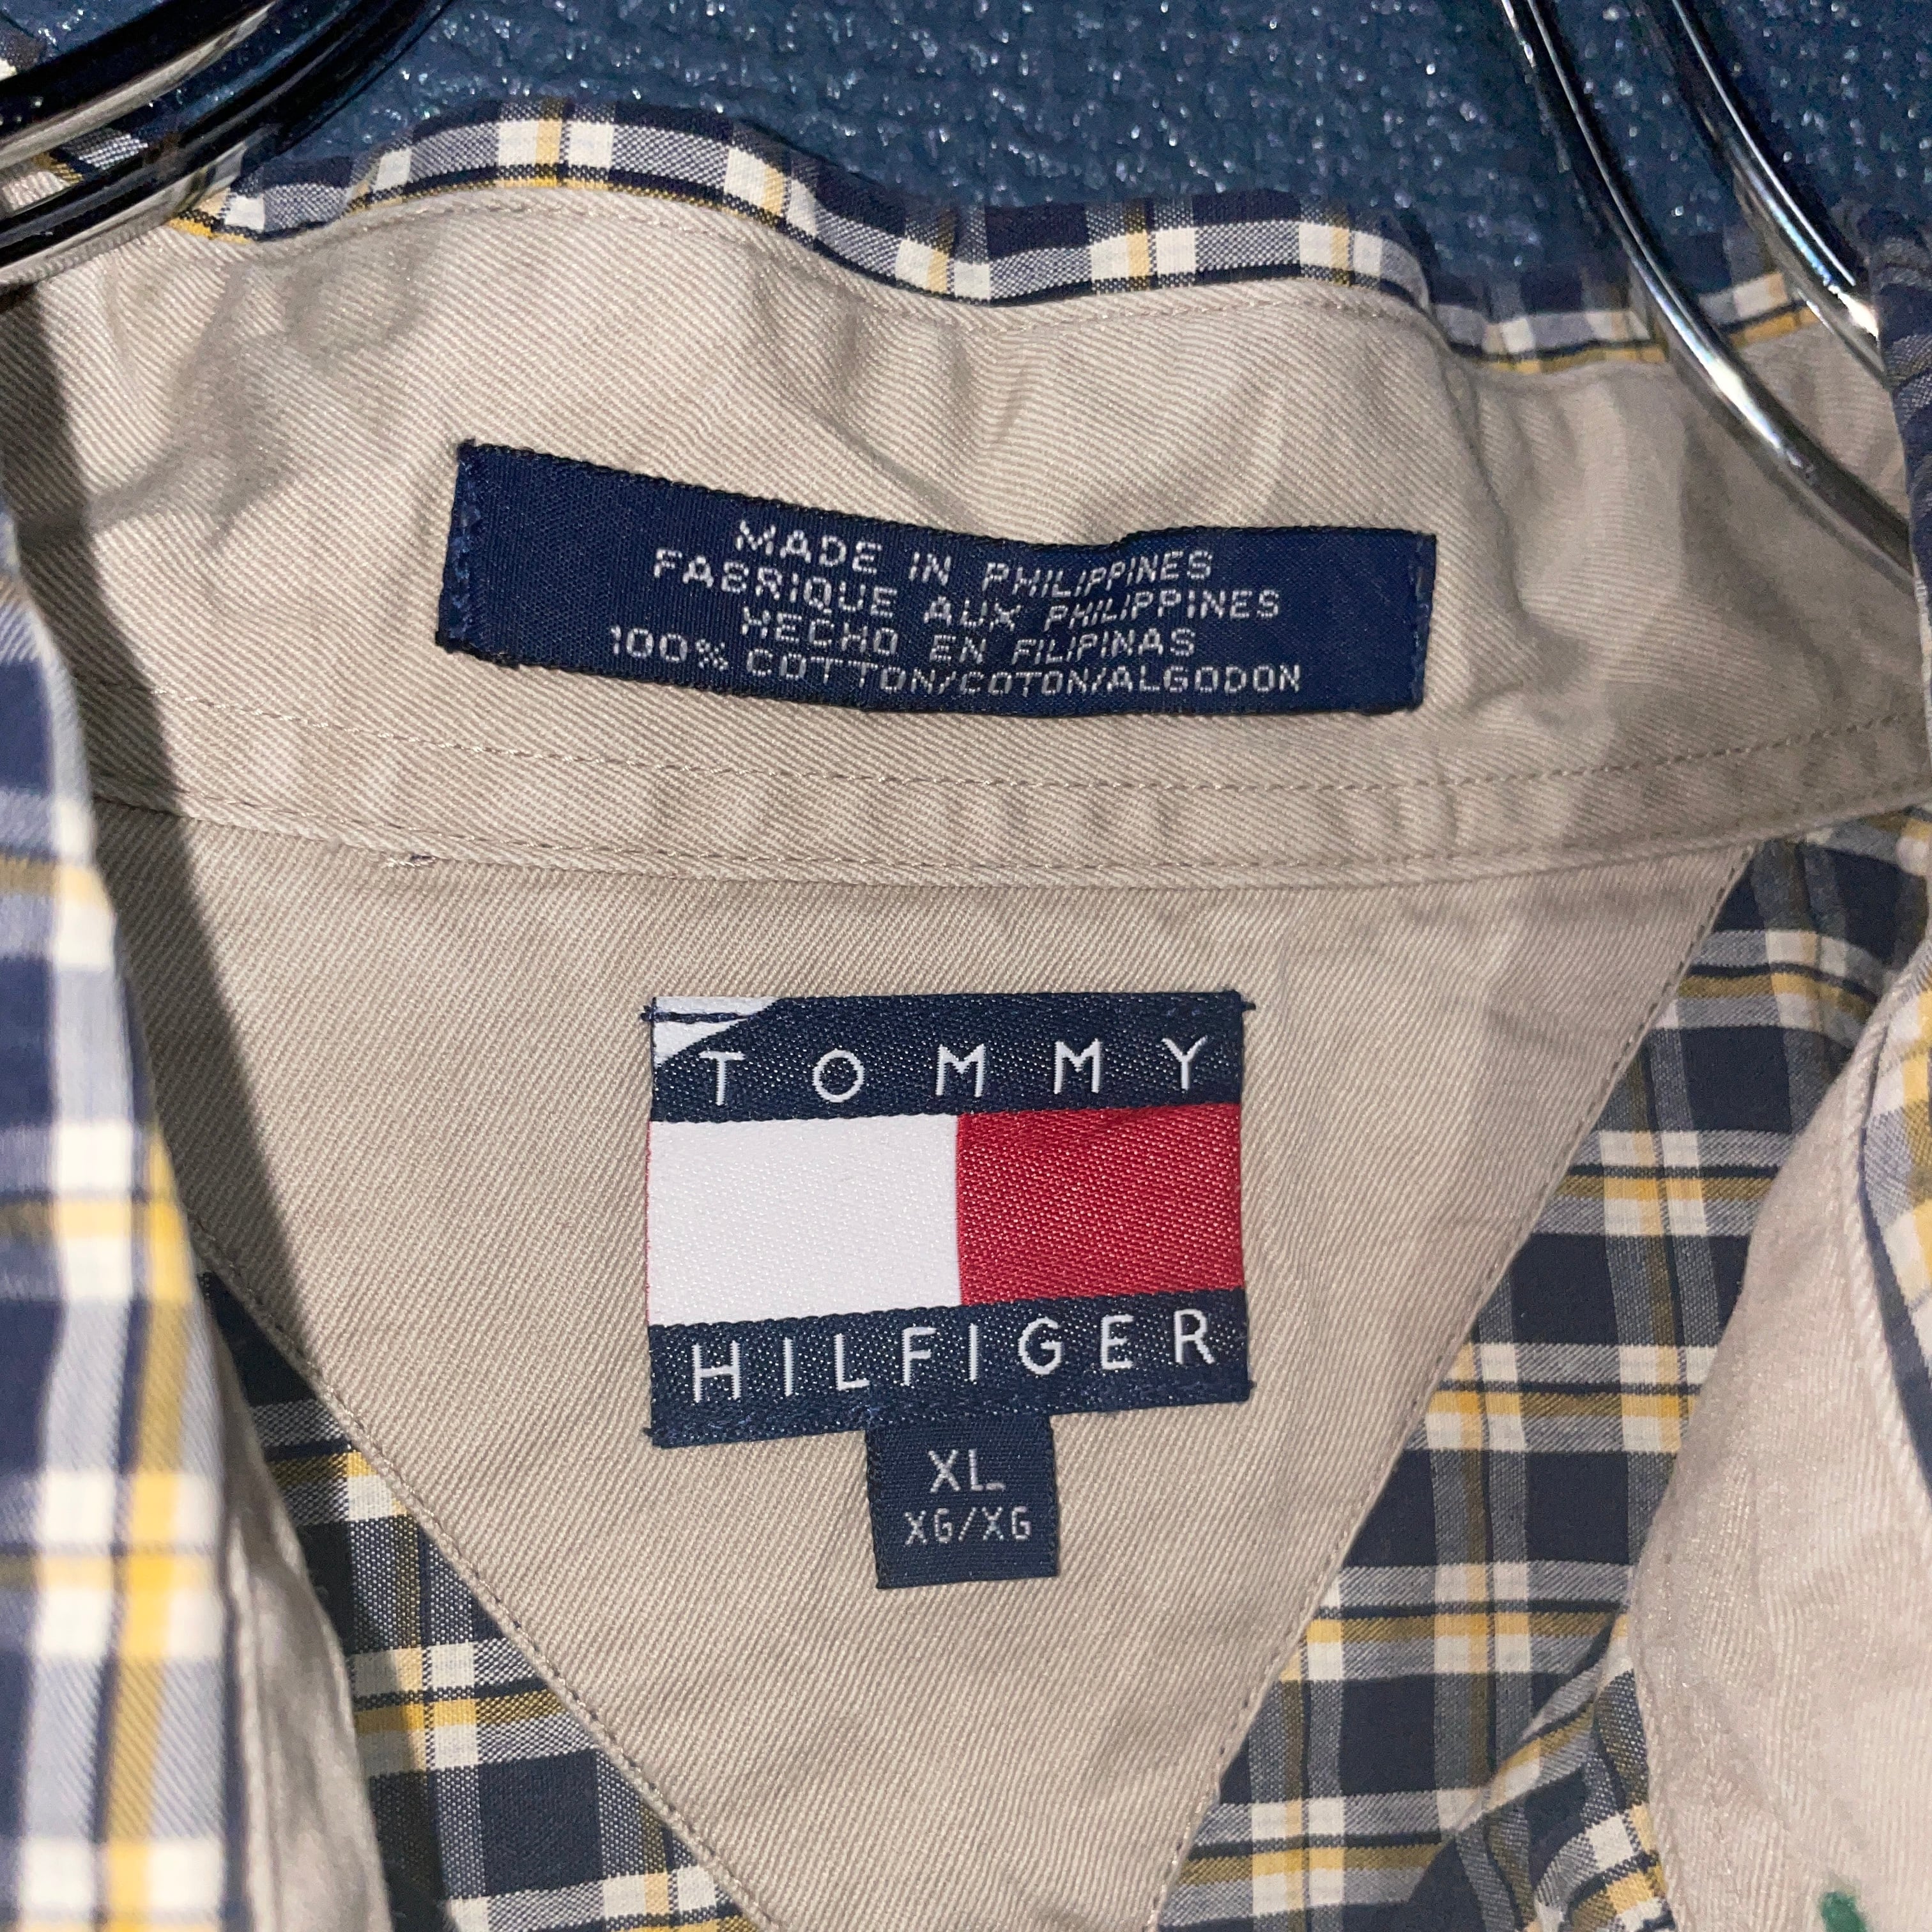 MADE IN PHILIPPINES
FABRIQUE AUX PHILIPPINES
HECHO EN FILIPINAS
100% COTTON/COTON/ALGODON
TOMMY
HILFIGER
XL
XG/XG